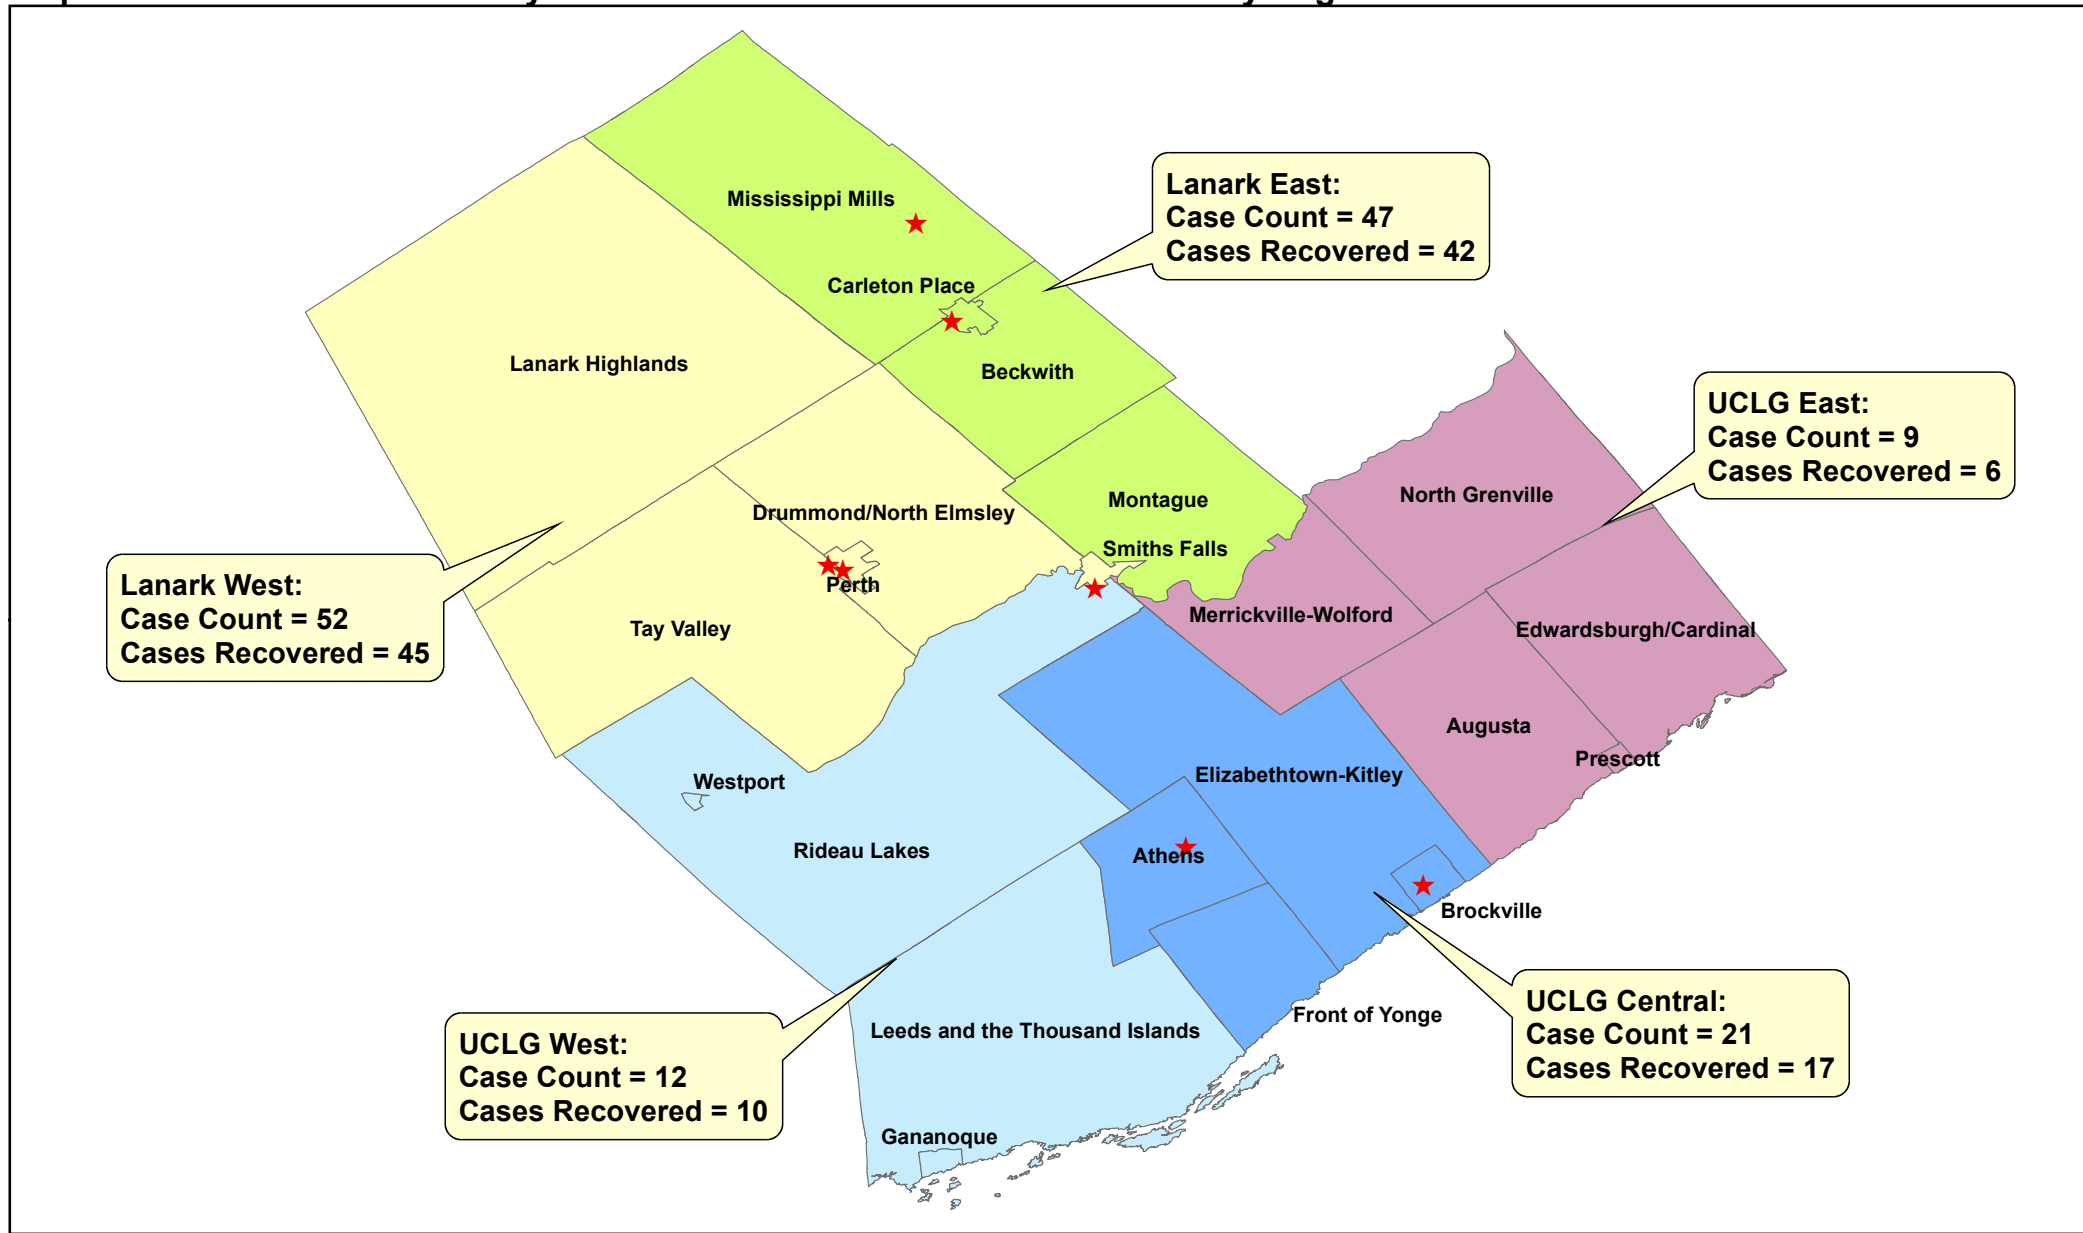 Mississippi Mills
Lanark East:
Case Count = 47
Cases Recovered = 42
Carleton Place
Lanark Highlands
Beckwith
UCLG East:
Case Count = 9
Cases Recovered = 6
North Grenville
Montague
Drummond/North Elmsley
Smiths Falls
Perth
Lanark West:
Case Count = 52
Cases Recovered = 45
Tay Valley
Merrickville-Wolford
Edwardsburgh/Cardinal
Augusta
Prescott
Westport
Elizabethtown-Kitley
Rideau Lakes
Athens
Brockville
UCLG Central:
Case Count = 21
Cases Recovered = 17
Front of Yonge
Leeds and the Thousand Islands
UCLG West:
Case Count = 12
Cases Recovered = 10
Gananoque